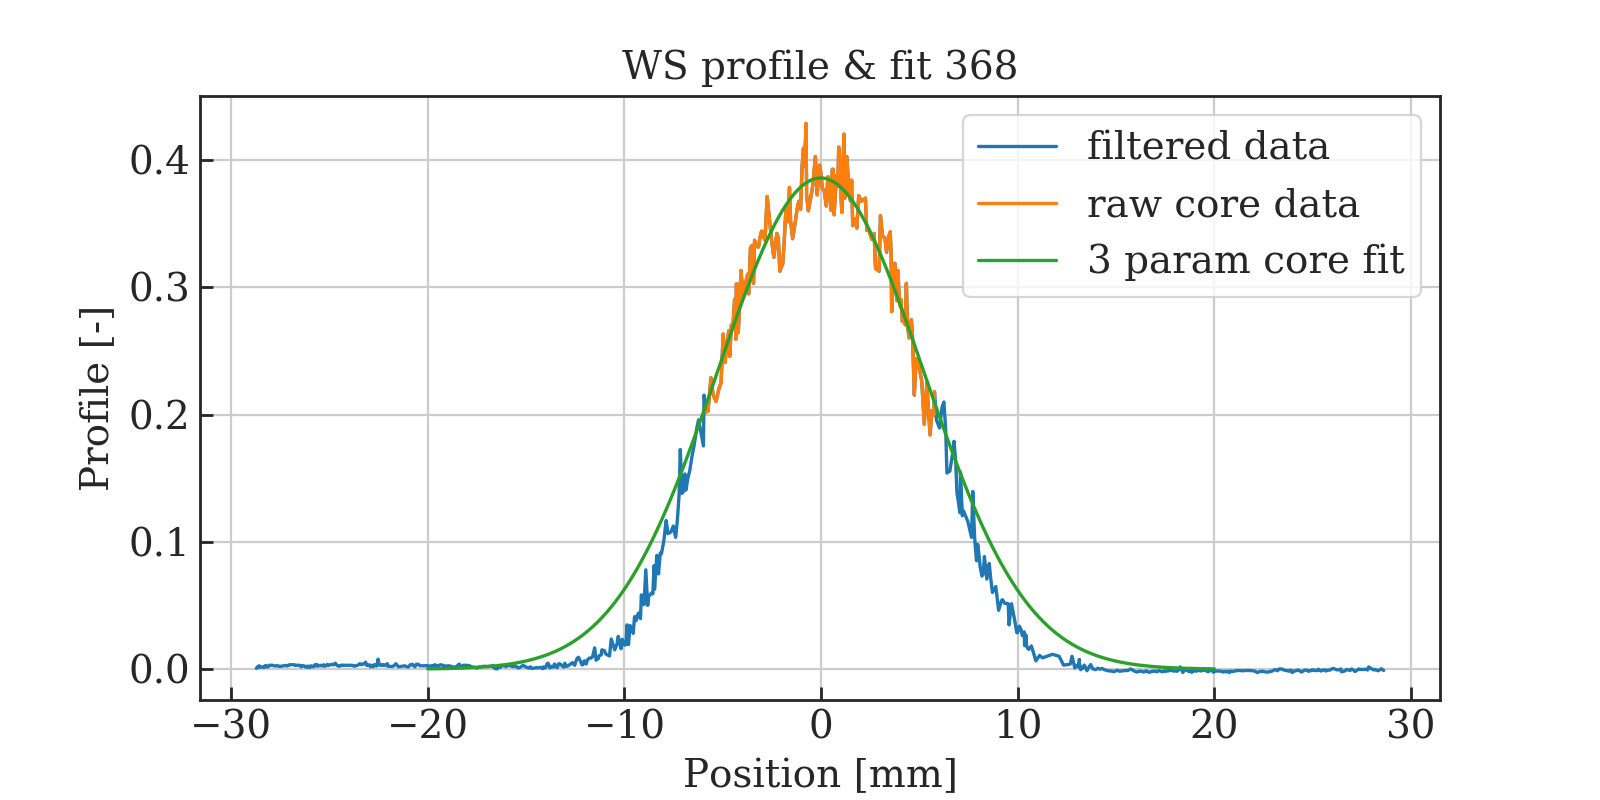 WS profile & fit 368
filtered data
raw core data
3 param core fit
Profile [-]
0.4
0.3
0.2
0.1
0.0
−30 −20 −10 0 10 20 30
Position [mm]